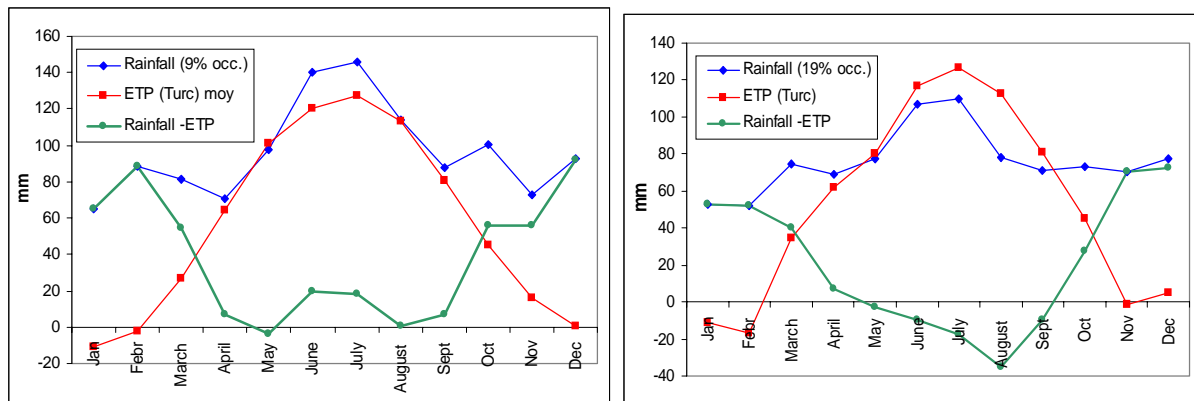 160
140
120
100
80
60
40
20
0
-20
mm
Rainfall (9% occ.)
ETP (Turc) moy
Rainfall -ETP
Jan
Febr
March
April
May
June
July
August
Sept
Oct
Nov
Dec
140
120
100
80
60
40
20
0
-20
-40
mm
Rainfall (19% occ.)
ETP (Turc)
Rainfall -ETP
Jan
Febr
March
April
May
June
July
August
Sept
Oct
Nov
Dec